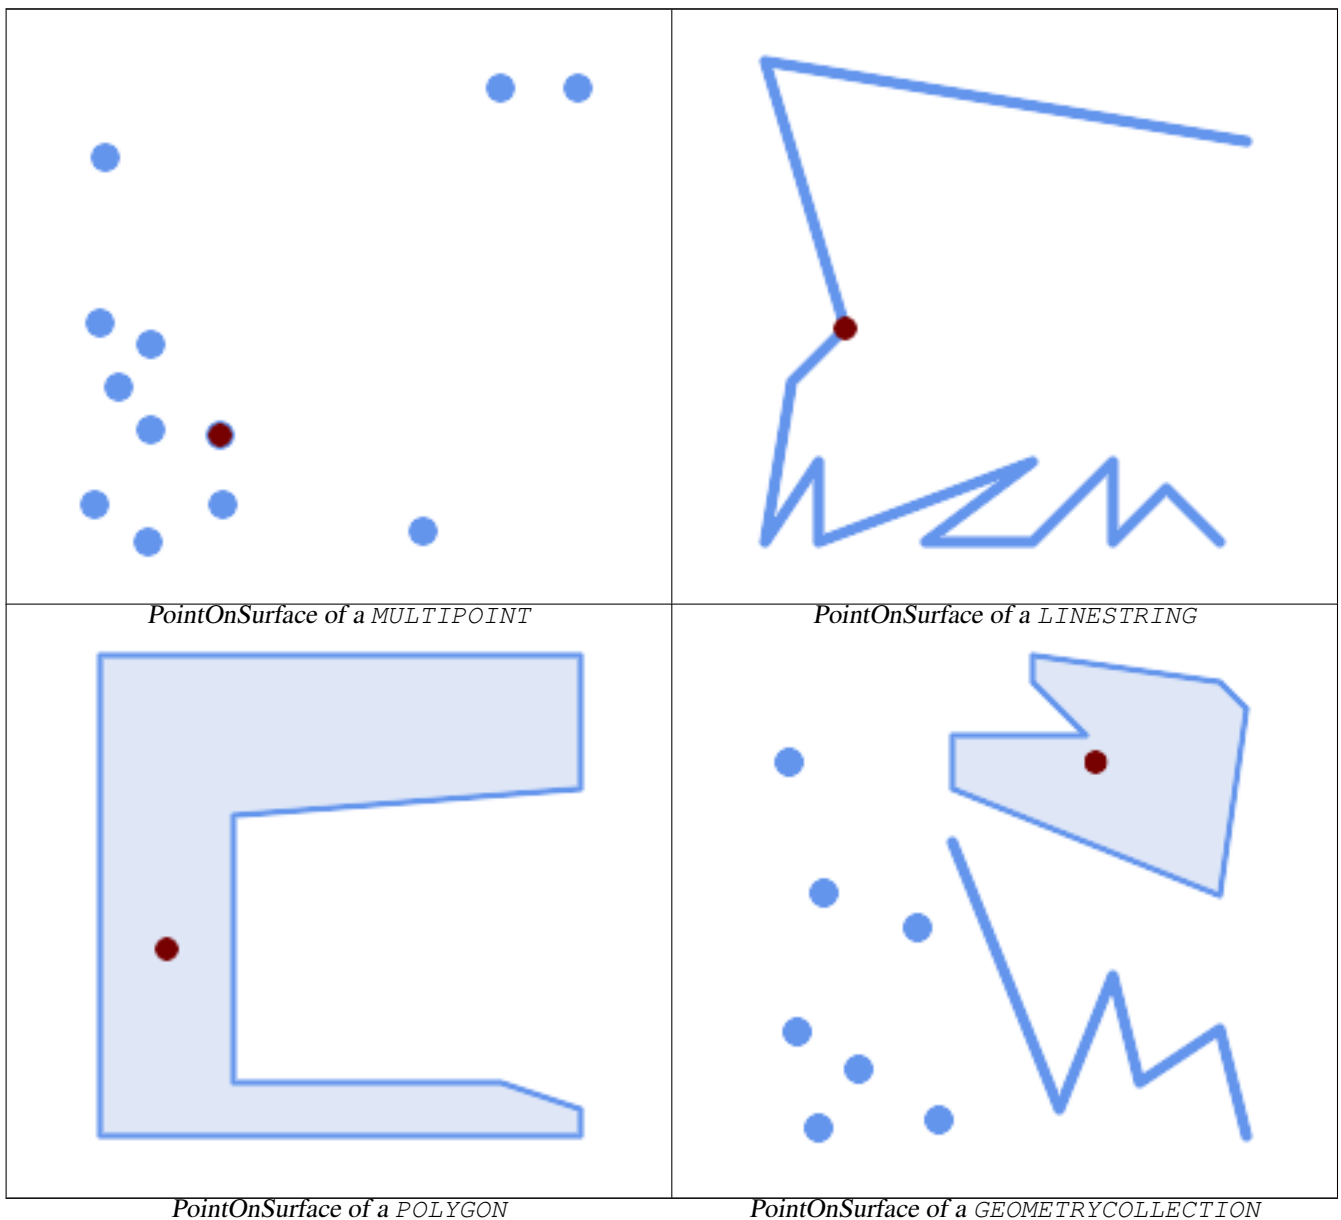 PointOnSurface of a MULTIPOINT
PointOnSurface of a LINESTRING
PointOnSurface of a POLYGON
PointOnSurface of a GEOMETRYCOLLECTION